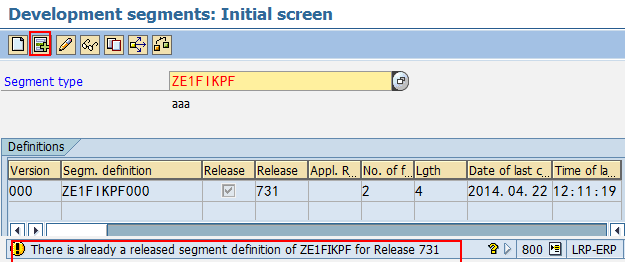 Development segments: Initial screen
Segment type
ZE1FIKPF
aaa
Definitions
Version Segm. definition Release Release Appl. R... No. of f... Lgth Date of last c... Time of la...
000 ZE1FIKPF000 731 2 4 2014.04.22 12:11:19
There is already a released segment definition of ZE1FIKPF for Release 731 800 LRP-ERP